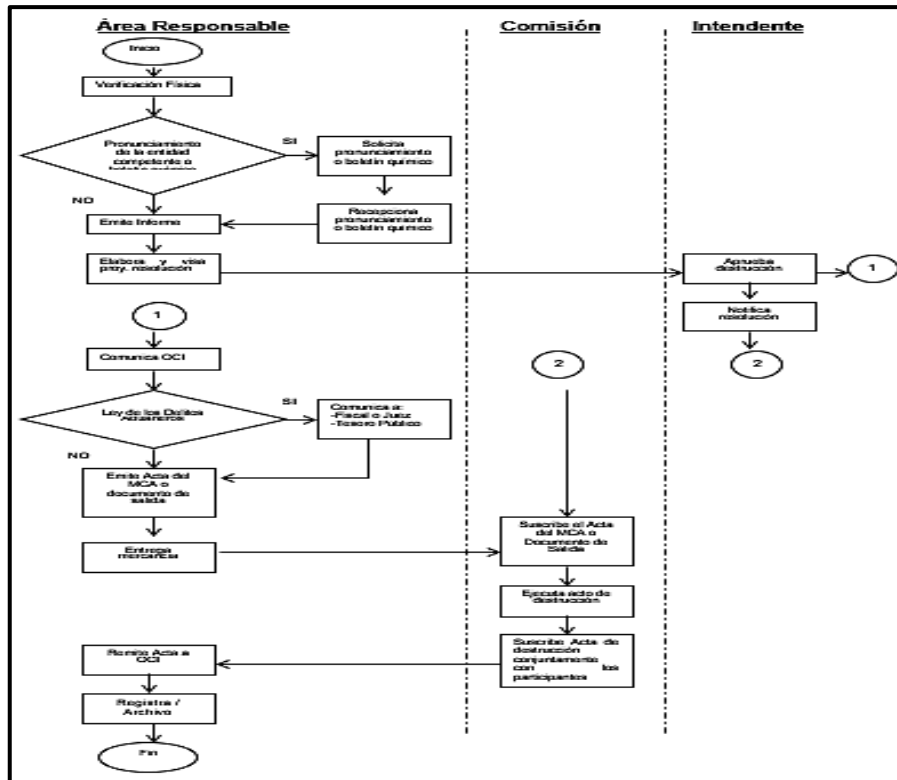 Área Responsable
Comisión
Intendente
Inicio
Verificación Física
Pronunciamiento
de la entidad
competente o
SI
Solicita
pronunciamiento
o boletín químico
NO
Recepciona
pronunciamiento
o boletín químico
Emite Informe
Elabora y visa
proy. resolución
Aprueba
destrucción
1
Notifica
resolución
2
1
Comunica OCI
2
Ley de los Delitos
Aduaneros
SI
Comunica a:
-Fiscal o Juez
-Tesoro Público
NO
Emite Acta del
MCA o
documento de
salida
Entrega
mercancía
Suscribe el Acta
del MCA o
Documento de
Salida
Ejecuta acto de
destrucción
Suscribe Acta de
destrucción
conjuntamente
con los
participantes
Remite Acta a
OCI
Registra /
Archivo
Fin